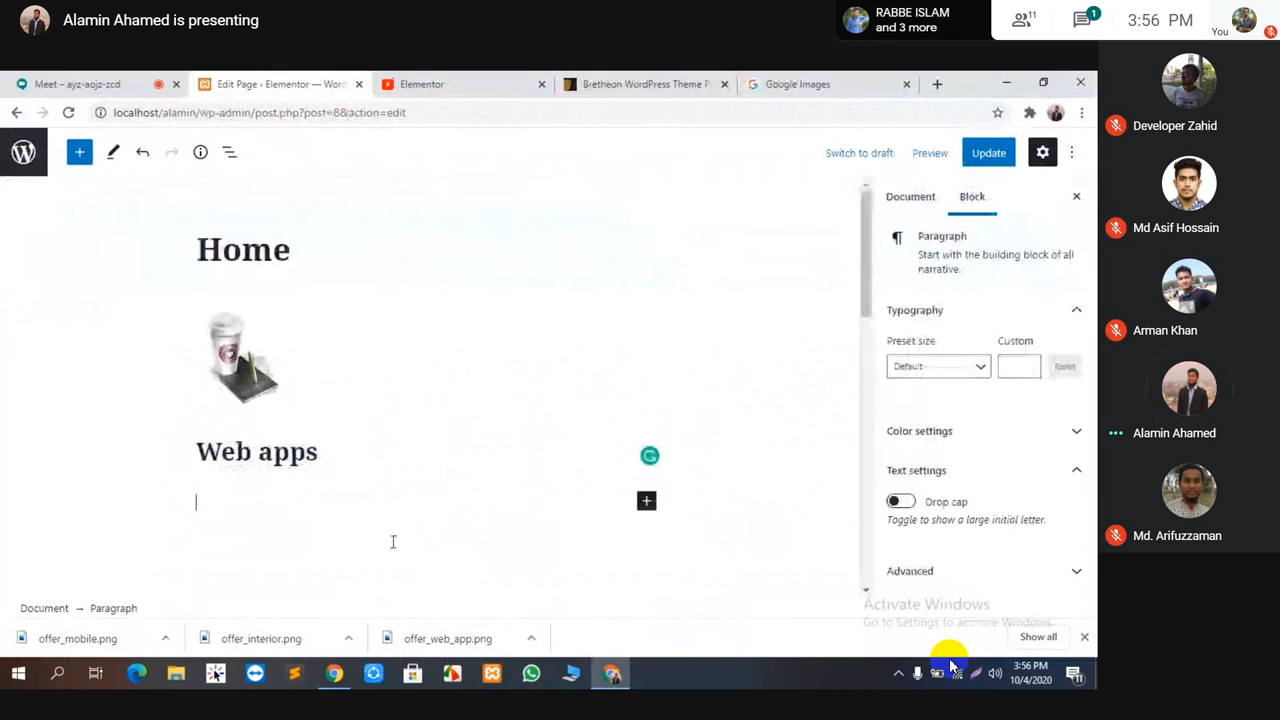 Alamin Ahamed is presenting
RABBE ISLAM
and 3 more
11
1
3:56 PM
You
Meet – ayz-aojz-zcd
Edit Page ‹ Elementor — Word
Elementor
Bretheon WordPress Theme P
Google Images
localhost/alamin/wp-admin/post.php?post=8&action=edit
Switch to draft
Preview
Update
Document
Block
Home
Paragraph
Start with the building block of all
narrative.
Typography
Preset size
Custom
Default
Reset
Web apps
Color settings
Text settings
Drop cap
Toggle to show a large initial letter.
Advanced
Document → Paragraph
Activate Windows
Go to Settings to activate Windows.
offer_mobile.png
offer_interior.png
offer_web_app.png
Show all
3:56 PM
10/4/2020
Developer Zahid
Md Asif Hossain
Arman Khan
Alamin Ahamed
Md. Arifuzzaman